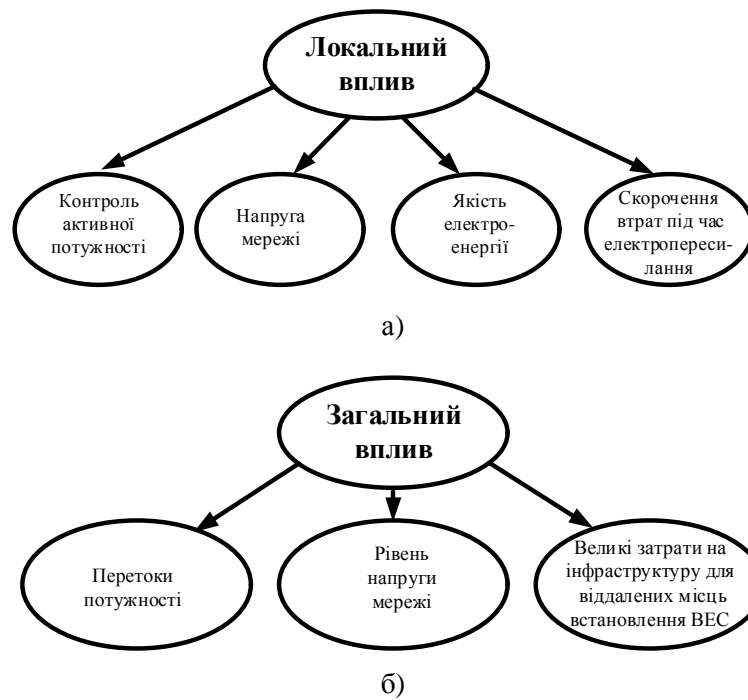 Локальний
вплив
Контроль
активної
потужності
Напруга
мережі
Якість
електро-
енергії
Скорочення
втрат під час
електропереси-
лання
а)
Загальний
вплив
Перетоки
потужності
Рівень
напруги
мережі
Великі затрати на
інфраструктуру для
віддалених місць
встановлення ВЕС
б)